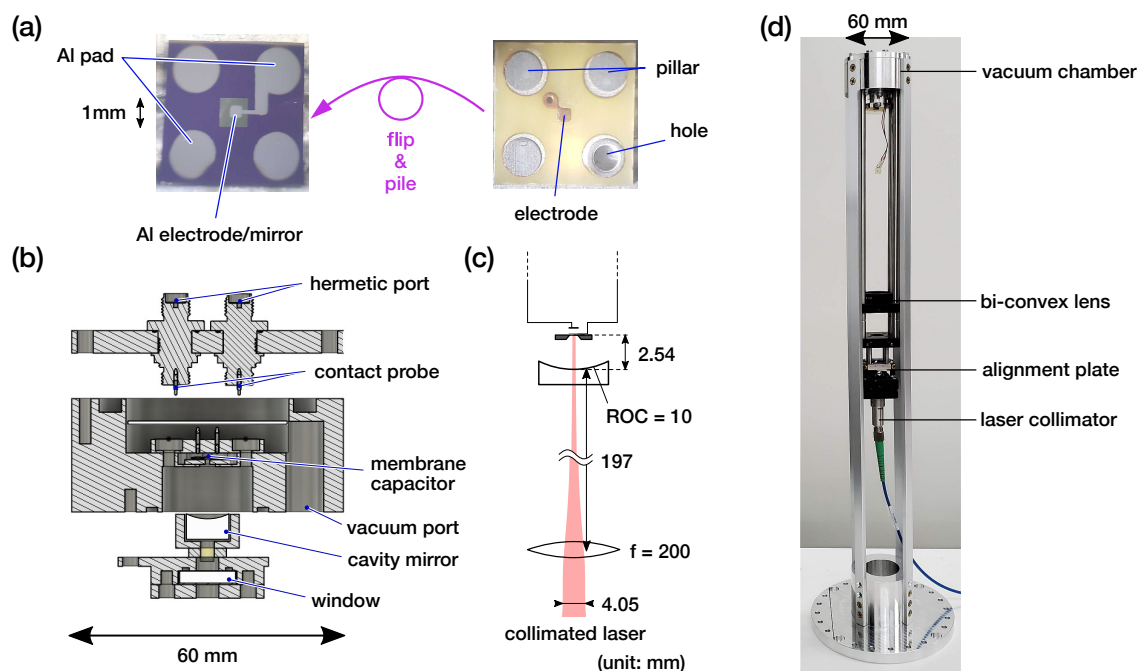 (a)
Al pad
1mm
Al electrode/mirror
flip
&
pile
pillar
hole
electrode
(b)
hermetic port
contact probe
membrane
capacitor
vacuum port
cavity mirror
window
60 mm
(c)
2.54
ROC = 10
197
f = 200
4.05
collimated laser
(unit: mm)
(d)
60 mm
vacuum chamber
bi-convex lens
alignment plate
laser collimator